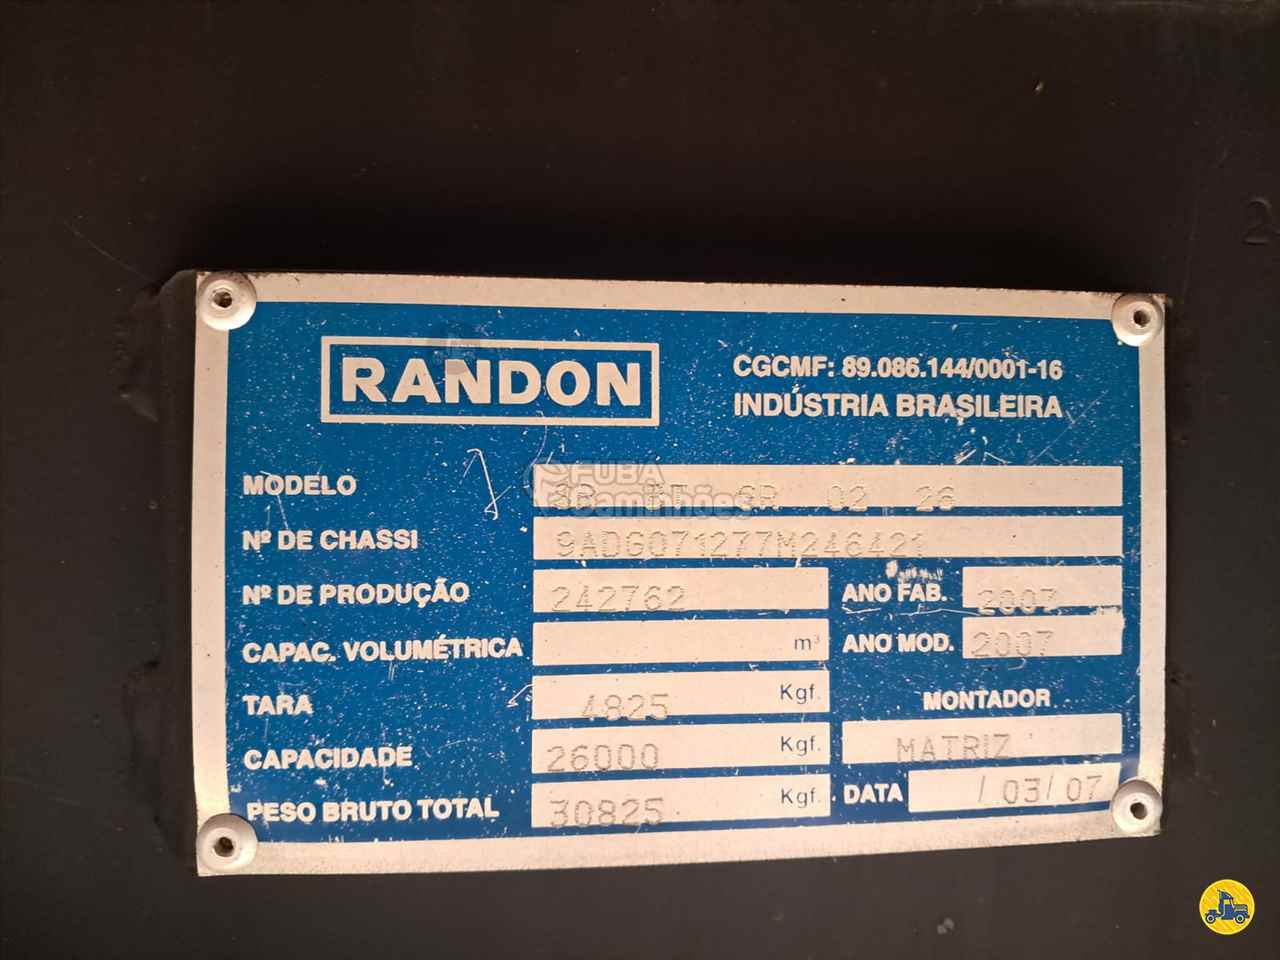 RANDON
CGCMF: 89.086.144/0001-16
INDÚSTRIA BRASILEIRA
MODELO SR 02 26
FUBA
Caminhões
Nº DE CHASSI 9ADG071277M246421
Nº DE PRODUÇÃO 242762 ANO FAB. 2007
CAPAC. VOLUMÉTRICA m³ ANO MOD. 2007
TARA 4825 Kgf.
MONTADOR
CAPACIDADE 26000 Kgf. MATRIZ
PESO BRUTO TOTAL 30825 Kgf. DATA / 03 / 07
2